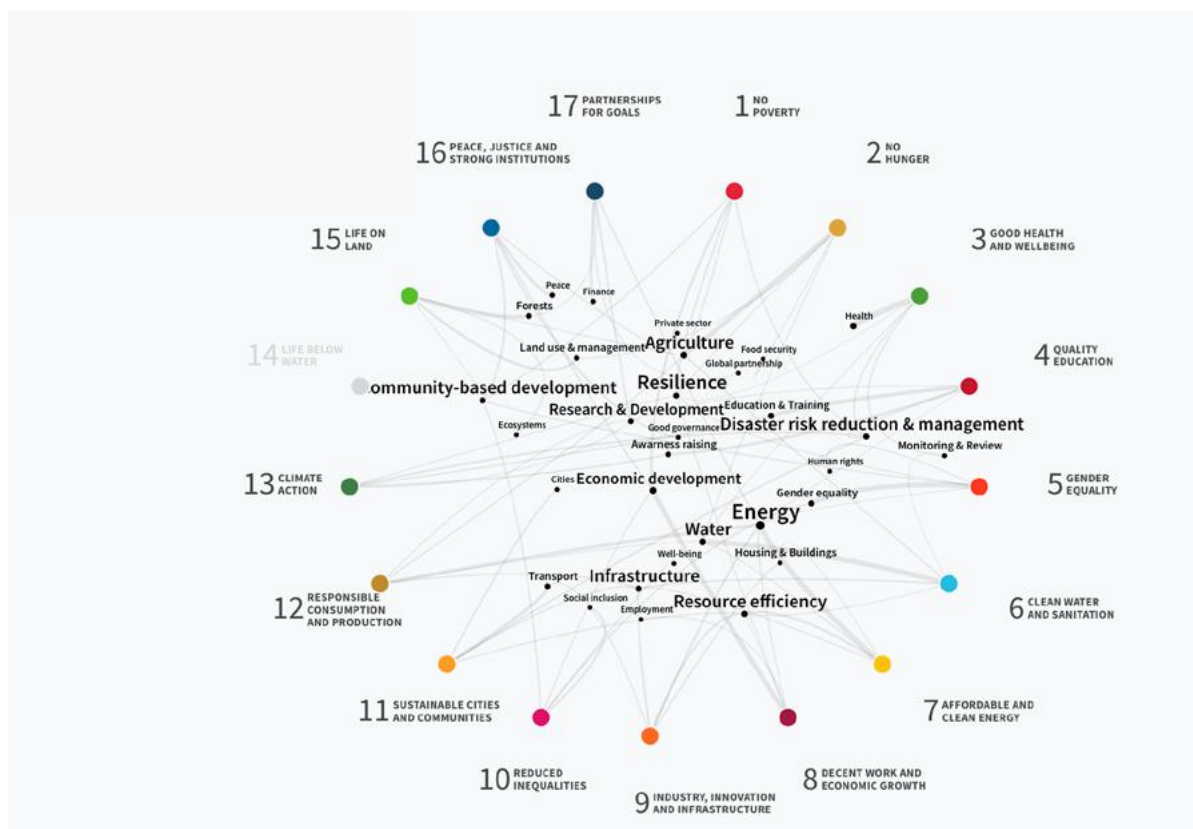 17 PARTNERSHIPS
FOR GOALS
1 NO
POVERTY
16 PEACE, JUSTICE AND
STRONG INSTITUTIONS
2 NO
HUNGER
15 LIFE ON
LAND
3 GOOD HEALTH
AND WELLBEING
Peace
Finance
Forests
Health
Private sector
14 LIFE BELOW
WATER
Land use & management
Agriculture
Food security
Global partnership
4 QUALITY
EDUCATION
ommunity-based development
Resilience
Research & Development
Education & Training
Ecosystems
Good governance
Disaster risk reduction & management
Awarness raising
Monitoring & Review
Human rights
13 CLIMATE
ACTION
Cities
Economic development
Gender equality
5 GENDER
EQUALITY
Energy
Water
Well-being
Housing & Buildings
Transport
Infrastructure
Social inclusion
Employment
Resource efficiency
12 RESPONSIBLE
CONSUMPTION
AND PRODUCTION
6 CLEAN WATER
AND SANITATION
11 SUSTAINABLE CITIES
AND COMMUNITIES
7 AFFORDABLE AND
CLEAN ENERGY
10 REDUCED
INEQUALITIES
8 DECENT WORK AND
ECONOMIC GROWTH
9 INDUSTRY, INNOVATION
AND INFRASTRUCTURE